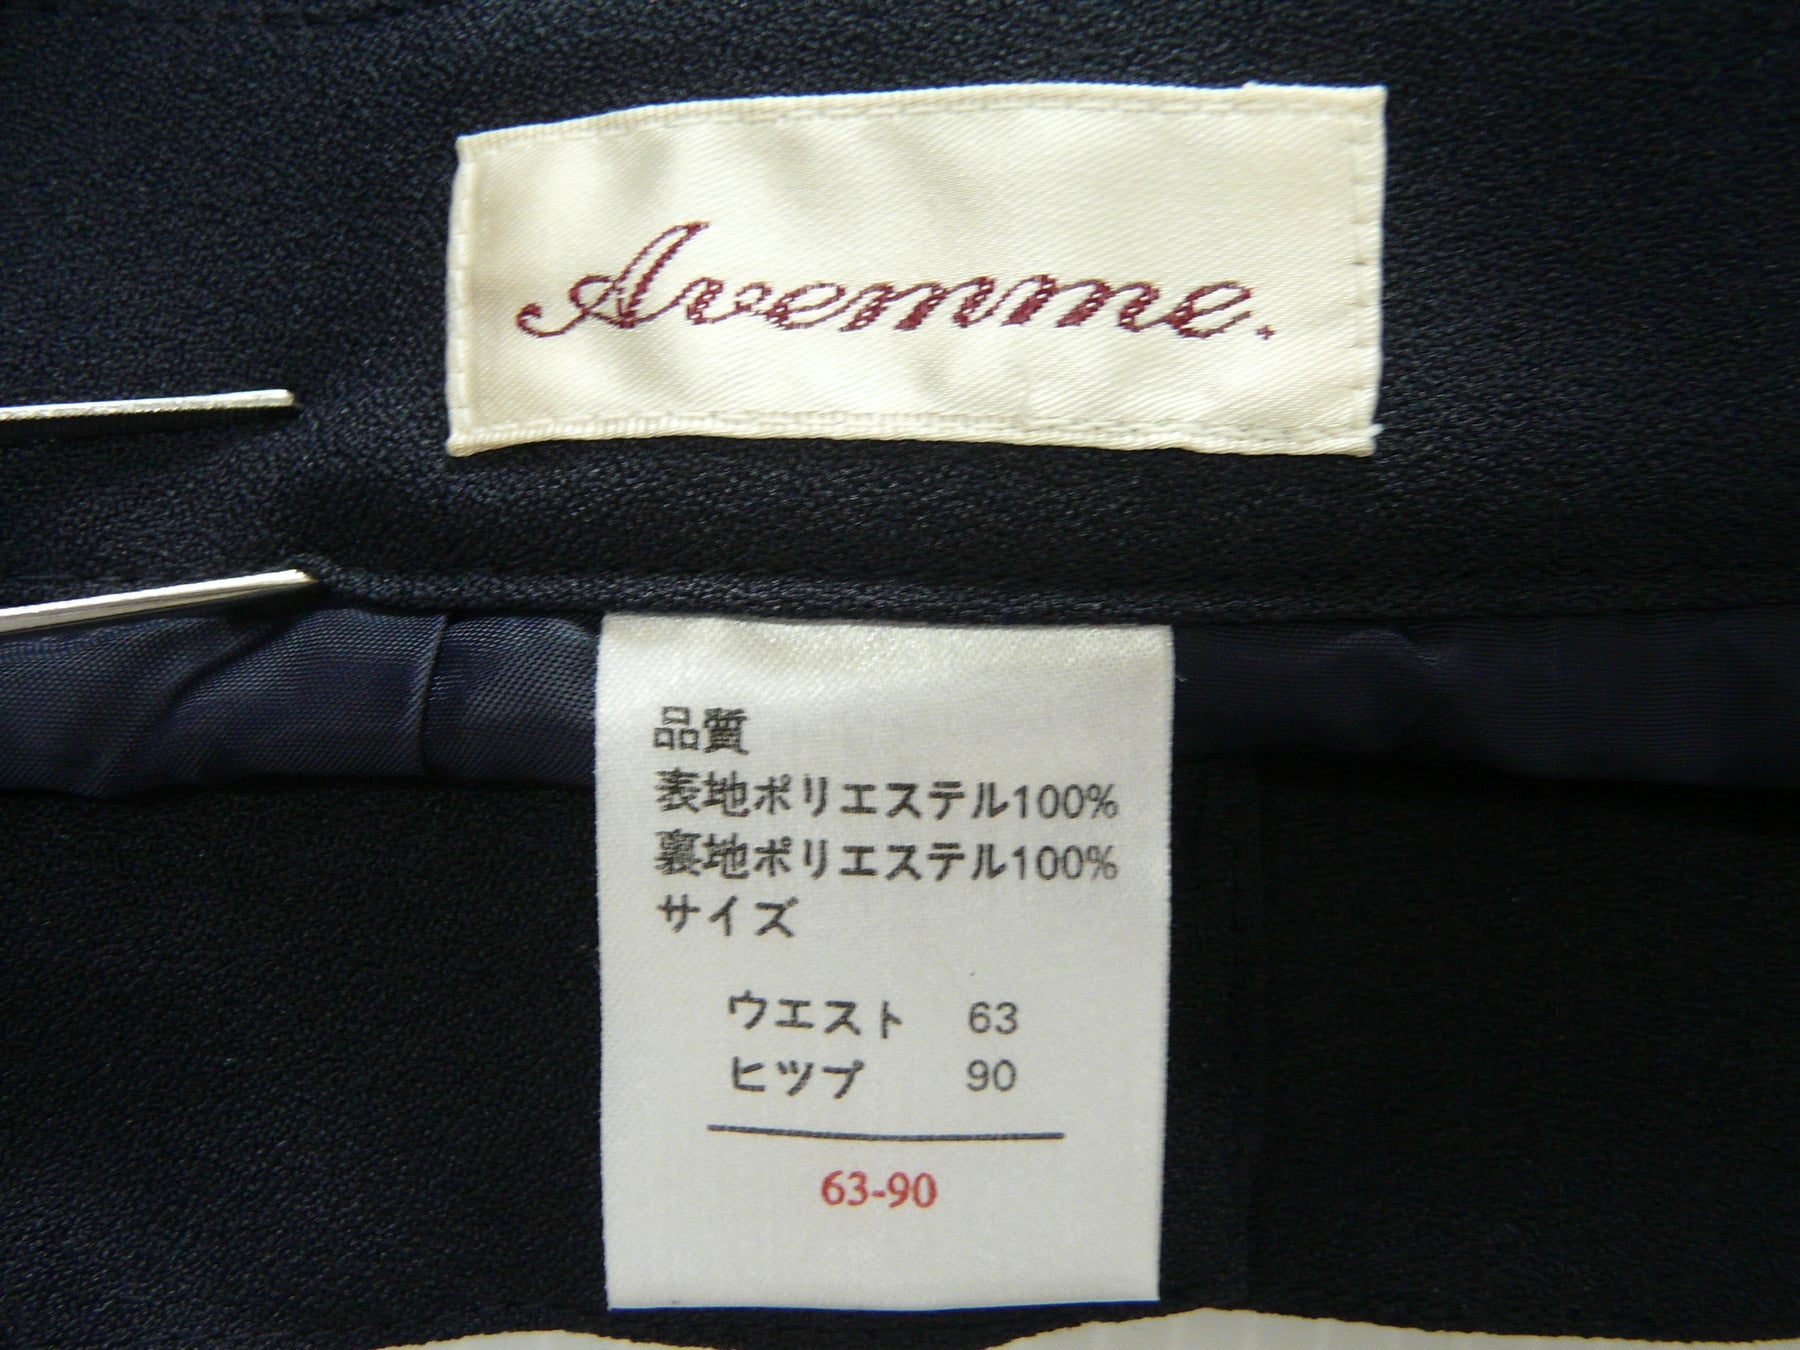 Avemme.
品質
表地ポリエステル100%
裏地ポリエステル100%
サイズ
ウエスト 63
ヒップ 90
63-90